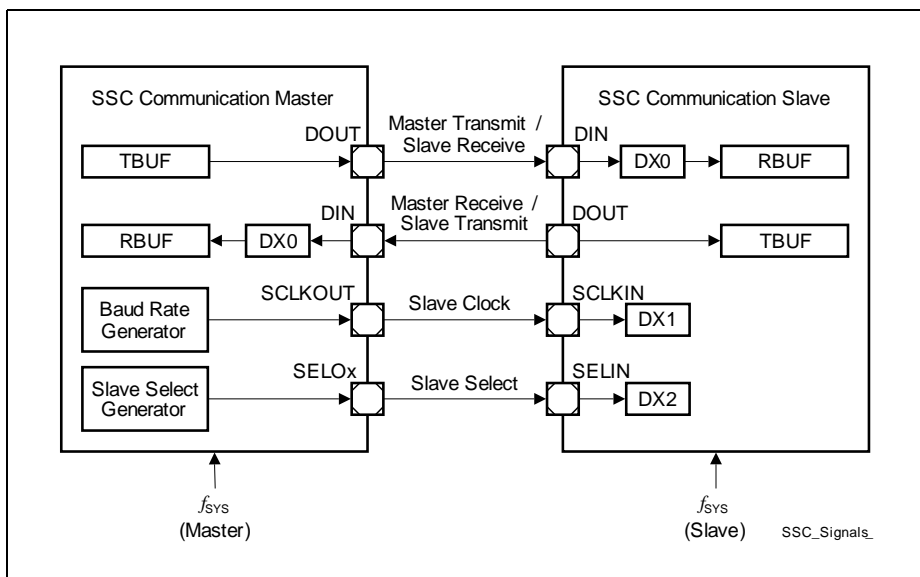 SSC Communication Master
SSC Communication Slave
TBUF
DOUT
Master Transmit /
Slave Receive
DIN
DX0
RBUF
RBUF
DX0
DIN
Master Receive /
Slave Transmit
DOUT
TBUF
Baud Rate
Generator
SCLKOUT
Slave Clock
SCLKIN
DX1
Slave Select
Generator
SELOx
Slave Select
SELIN
DX2
fSYS
(Master)
fSYS
(Slave)
SSC_Signals_